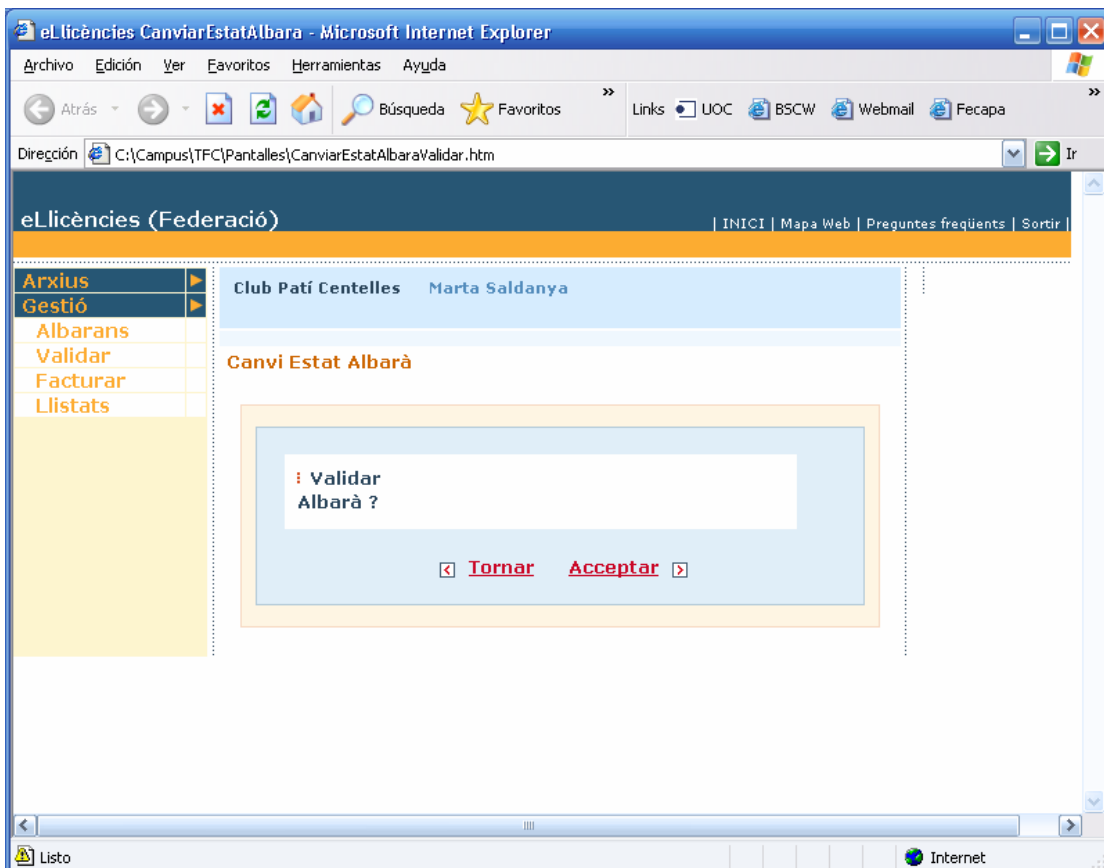 eLlicències CanviarEstatAlbara - Microsoft Internet Explorer
Archivo Edición Ver Favoritos Herramientas Ayuda
Atrás Búsqueda Favoritos » Links UOC BSCW Webmail Fecapa »
Dirección C:\Campus\TFC\Pantalles\CanviarEstatAlbaraValidar.htm Ir
eLlicències (Federació) | INICI | Mapa Web | Preguntes freqüents | Sortir |
Arxius
Club Patí Centelles Marta Saldanya
Gestió
Albarans
Validar
Canvi Estat Albarà
Facturar
Llistats
Validar
Albarà ?
Tornar Acceptar
Listo Internet